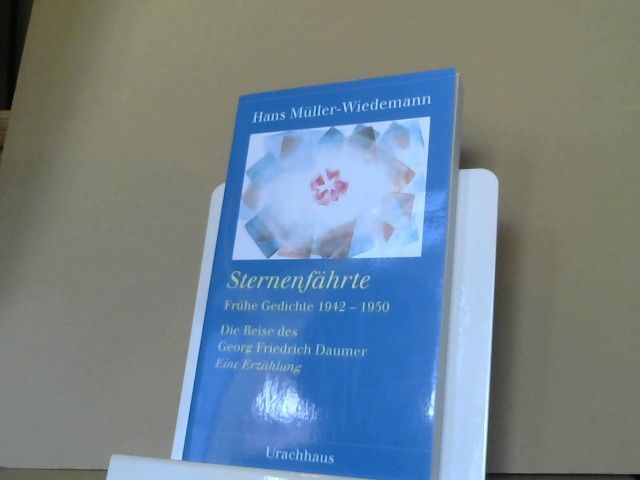 Hans Müller-Wiedemann
Sternenfährte
Frühe Gedichte 1942 – 1950
Die Reise des
Georg Friedrich Daumer
Eine Erzählung
Urachhaus